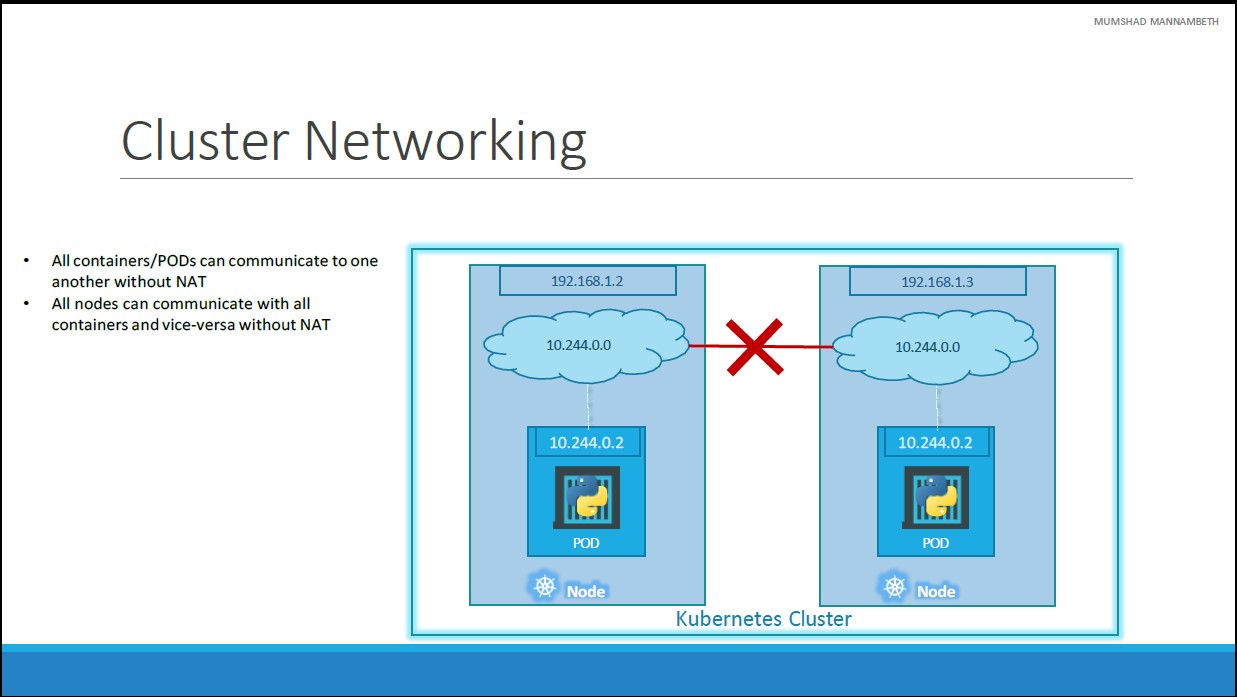 MUMSHAD MANNAMBETH
Cluster Networking
• All containers/PODs can communicate to one
another without NAT
• All nodes can communicate with all
containers and vice-versa without NAT
192.168.1.2
192.168.1.3
10.244.0.0
10.244.0.0
10.244.0.2
10.244.0.2
POD
POD
Node
Node
Kubernetes Cluster